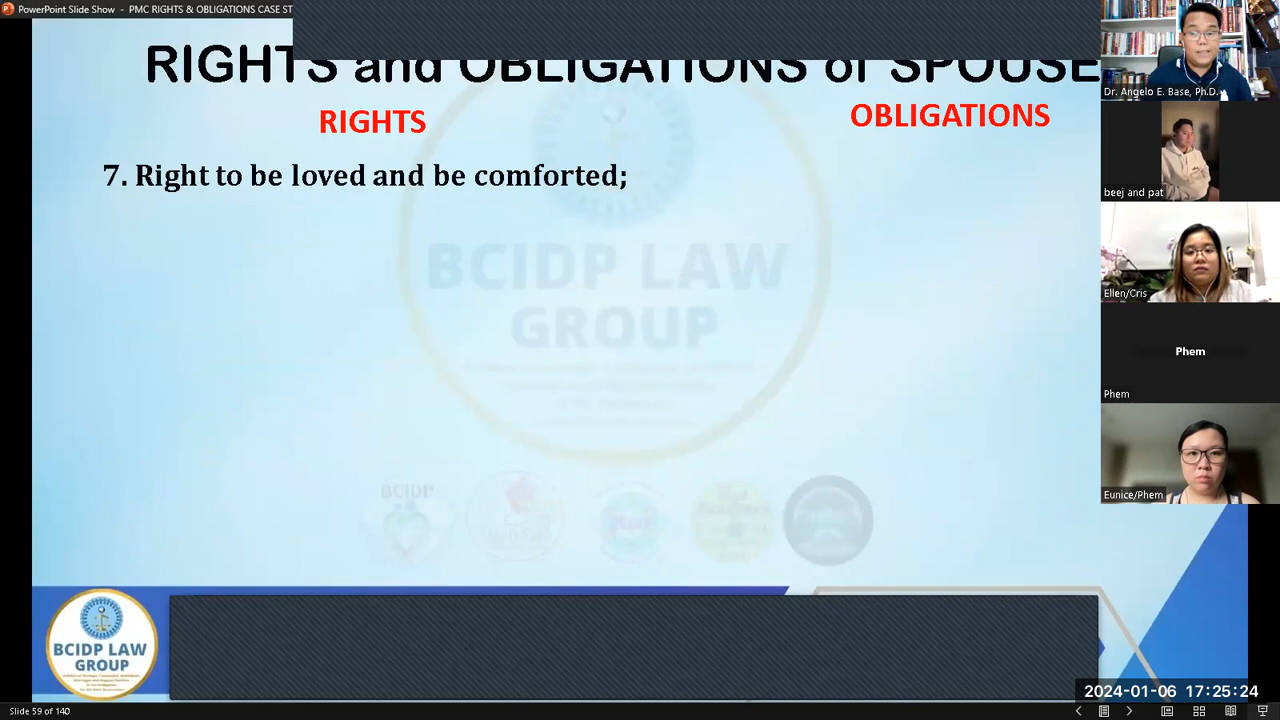 PowerPoint Slide Show - PMC RIGHTS & OBLIGATIONS CASE ST
RIGHTS and OBLIGATIONS of SPOUSE
RIGHTS
OBLIGATIONS
7. Right to be loved and be comforted;
BCIDP LAW
GROUP
BCIDP
BCIDP LAW
GROUP
Dr. Angelo E. Base, Ph.D.
beej and pat
Ellen/Cris
Phem
Phem
Eunice/Phem
2024-01-06 17:25:24
Slide 59 of 140